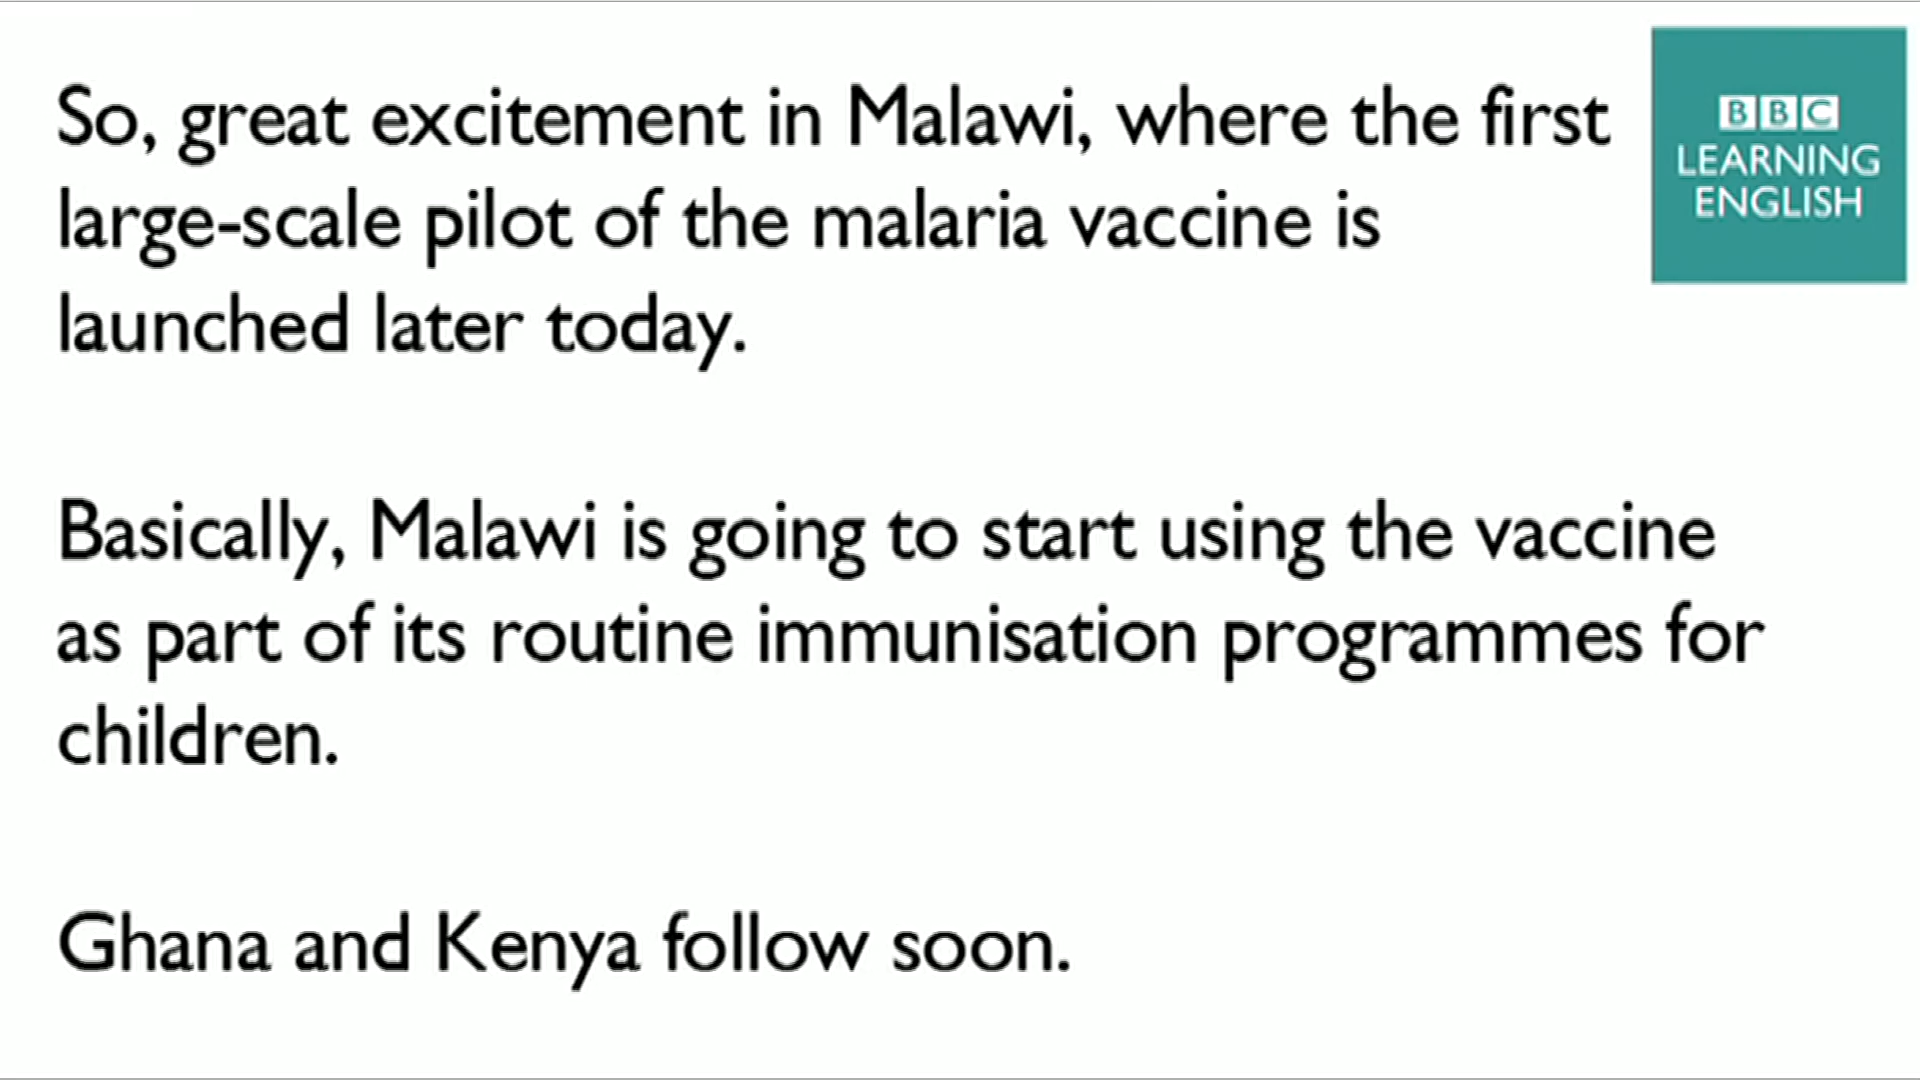 So, great excitement in Malawi, where the first
large-scale pilot of the malaria vaccine is
launched later today.
Basically, Malawi is going to start using the vaccine
as part of its routine immunisation programmes for
children.
Ghana and Kenya follow soon.
BBC
LEARNING
ENGLISH